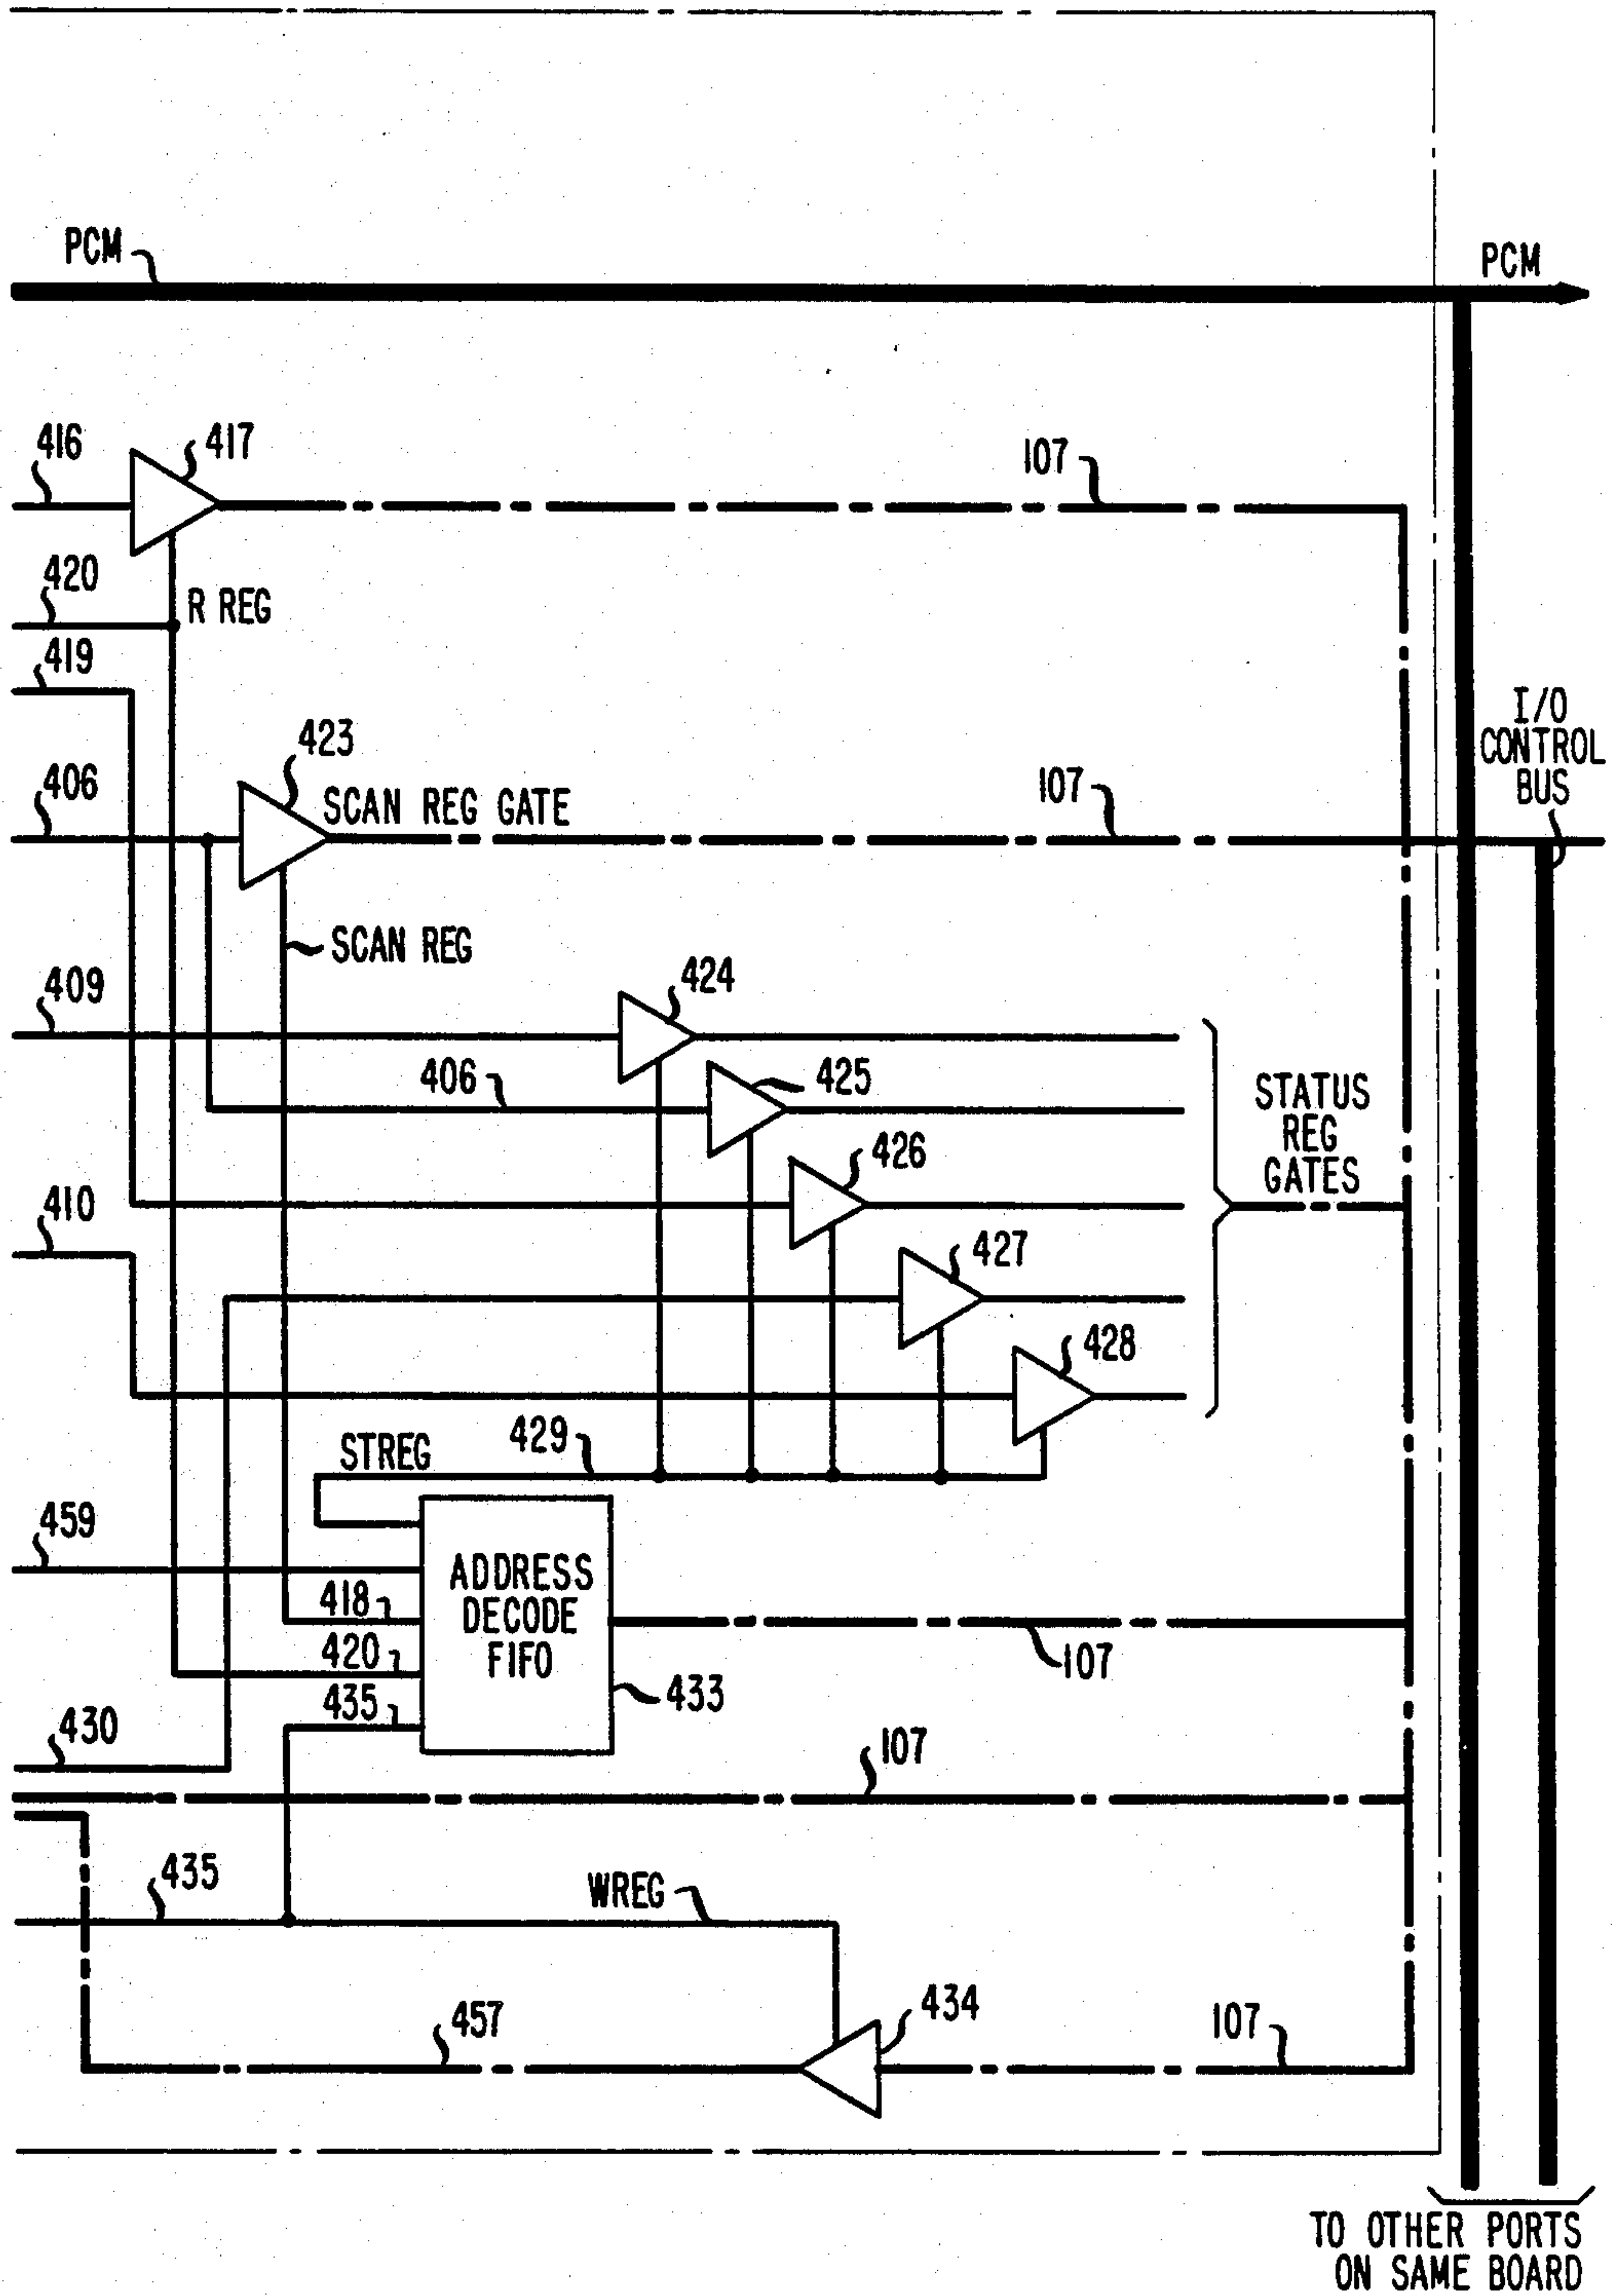 PCM
PCM
416
417
107
420
R REG
419
I/O
CONTROL
BUS
423
406
SCAN REG GATE
107
SCAN REG
409
424
406
425
STATUS
REG
GATES
426
410
427
428
STREG
429
459
ADDRESS
DECODE
FIFO
418
420
107
435
433
430
107
435
WREG
457
434
107
TO OTHER PORTS
ON SAME BOARD